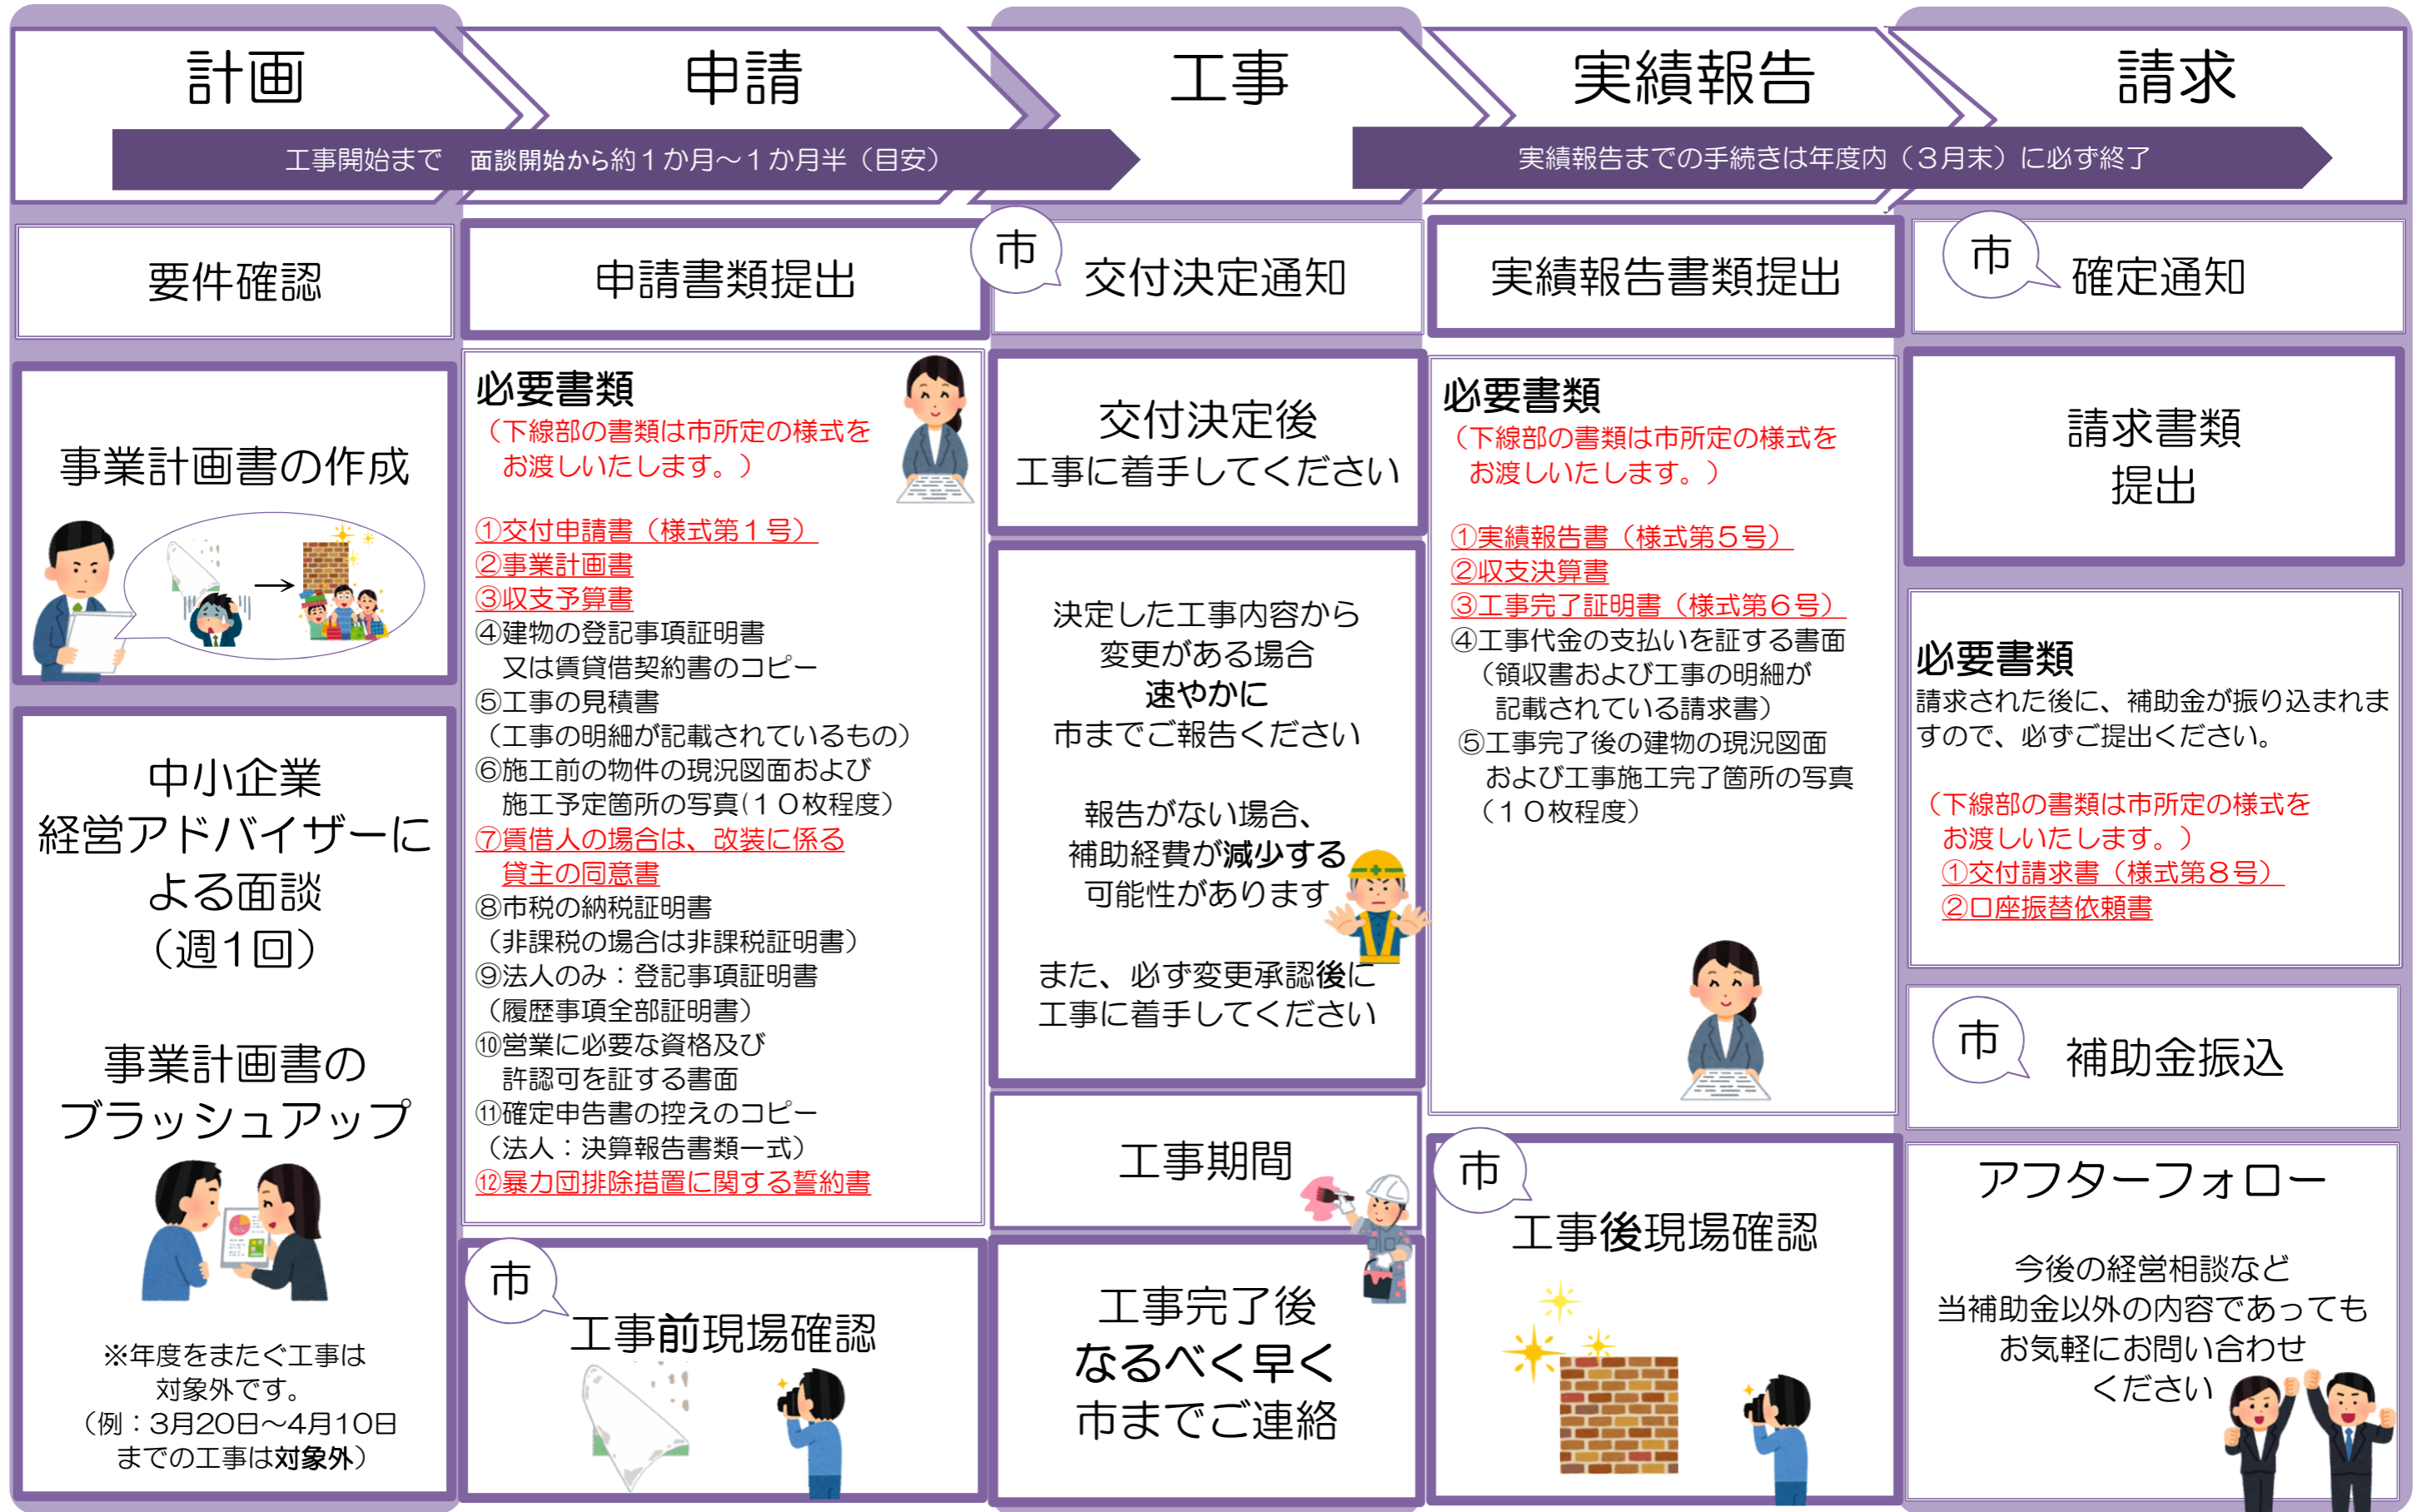 計画
申請
工事
実績報告
請求
工事開始まで　面談開始から約１か月～１か月半（目安）
実績報告までの手続きは年度内（３月末）に必ず終了
要件確認
事業計画書の作成
中小企業
経営アドバイザーに
よる面談
（週１回）
事業計画書の
ブラッシュアップ
※年度をまたぐ工事は
対象外です。
（例：3月20日～4月10日
までの工事は対象外）
申請書類提出
必要書類
（下線部の書類は市所定の様式を
お渡しいたします。）
①交付申請書（様式第１号）
②事業計画書
③収支予算書
④建物の登記事項証明書
又は賃貸借契約書のコピー
⑤工事の見積書
（工事の明細が記載されているもの）
⑥施工前の物件の現況図面および
施工予定箇所の写真(１０枚程度）
⑦賃借人の場合は、改装に係る
貸主の同意書
⑧市税の納税証明書
（非課税の場合は非課税証明書）
⑨法人のみ：登記事項証明書
（履歴事項全部証明書）
⑩営業に必要な資格及び
許認可を証する書面
⑪確定申告書の控えのコピー
（法人：決算報告書類一式）
⑫暴力団排除措置に関する誓約書
市
工事前現場確認
市
交付決定通知
交付決定後
工事に着手してください
決定した工事内容から
変更がある場合
速やかに
市までご報告ください
報告がない場合、
補助経費が減少する
可能性があります
また、必ず変更承認後に
工事に着手してください
工事期間
工事完了後
なるべく早く
市までご連絡
実績報告書類提出
必要書類
（下線部の書類は市所定の様式を
お渡しいたします。）
①実績報告書（様式第５号）
②収支決算書
③工事完了証明書（様式第６号）
④工事代金の支払いを証する書面
（領収書および工事の明細が
記載されている請求書）
⑤工事完了後の建物の現況図面
および工事施工完了箇所の写真
（１０枚程度）
市
工事後現場確認
市
確定通知
請求書類
提出
必要書類
請求された後に、補助金が振り込まれま
すので、必ずご提出ください。
（下線部の書類は市所定の様式を
お渡しいたします。）
①交付請求書（様式第８号）
②口座振替依頼書
市
補助金振込
アフターフォロー
今後の経営相談など
当補助金以外の内容であっても
お気軽にお問い合わせ
ください